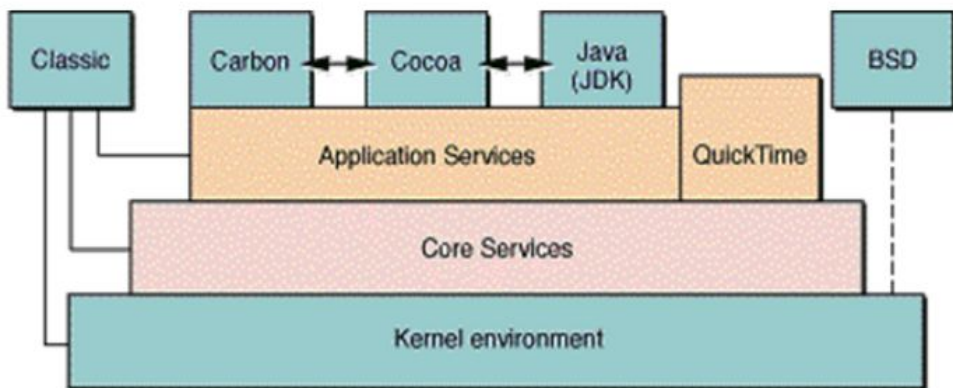 Classic
Carbon
Cocoa
Java
(JDK)
BSD
Application Services
QuickTime
Core Services
Kernel environment